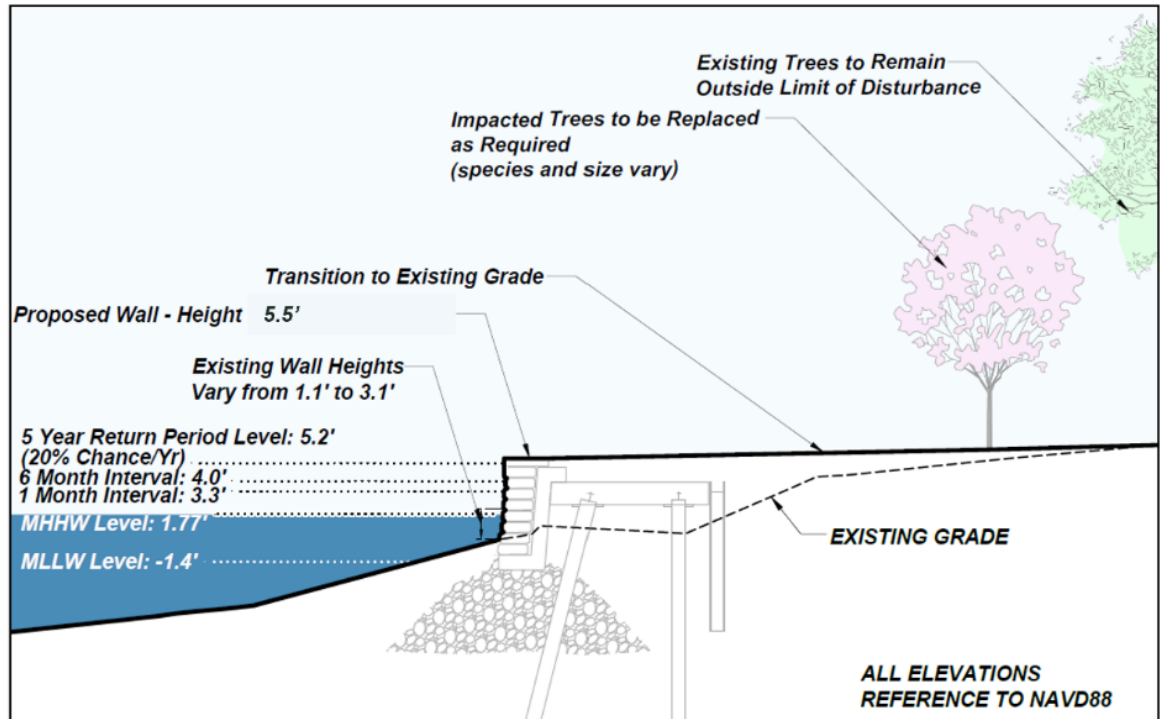 Existing Trees to Remain
Outside Limit of Disturbance
Impacted Trees to be Replaced
as Required
(species and size vary)
Transition to Existing Grade
Proposed Wall - Height 5.5'
Existing Wall Heights
Vary from 1.1' to 3.1'
5 Year Return Period Level: 5.2'
(20% Chance/Yr)
6 Month Interval: 4.0'
1 Month Interval: 3.3'
MHHW Level: 1.77'
MLLW Level: -1.4'
EXISTING GRADE
ALL ELEVATIONS
REFERENCE TO NAVD88